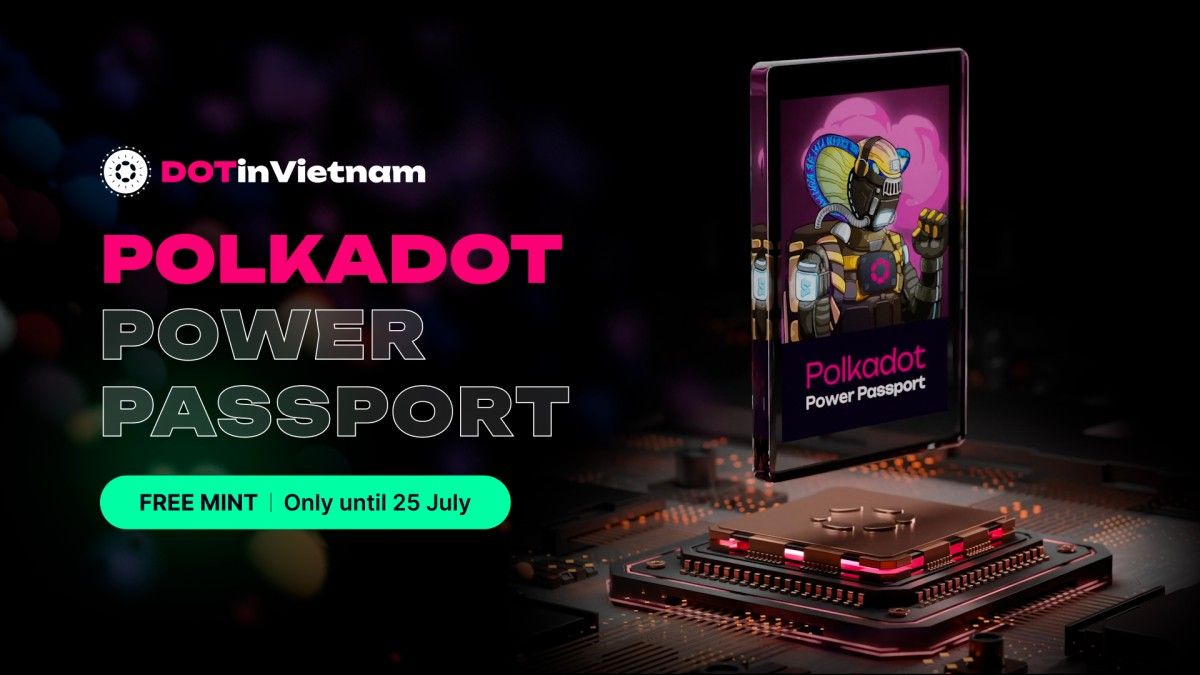 DOTinVietnam
POLKADOT
POWER
PASSPORT
FREE MINT | Only until 25 July
Polkadot
Power Passport